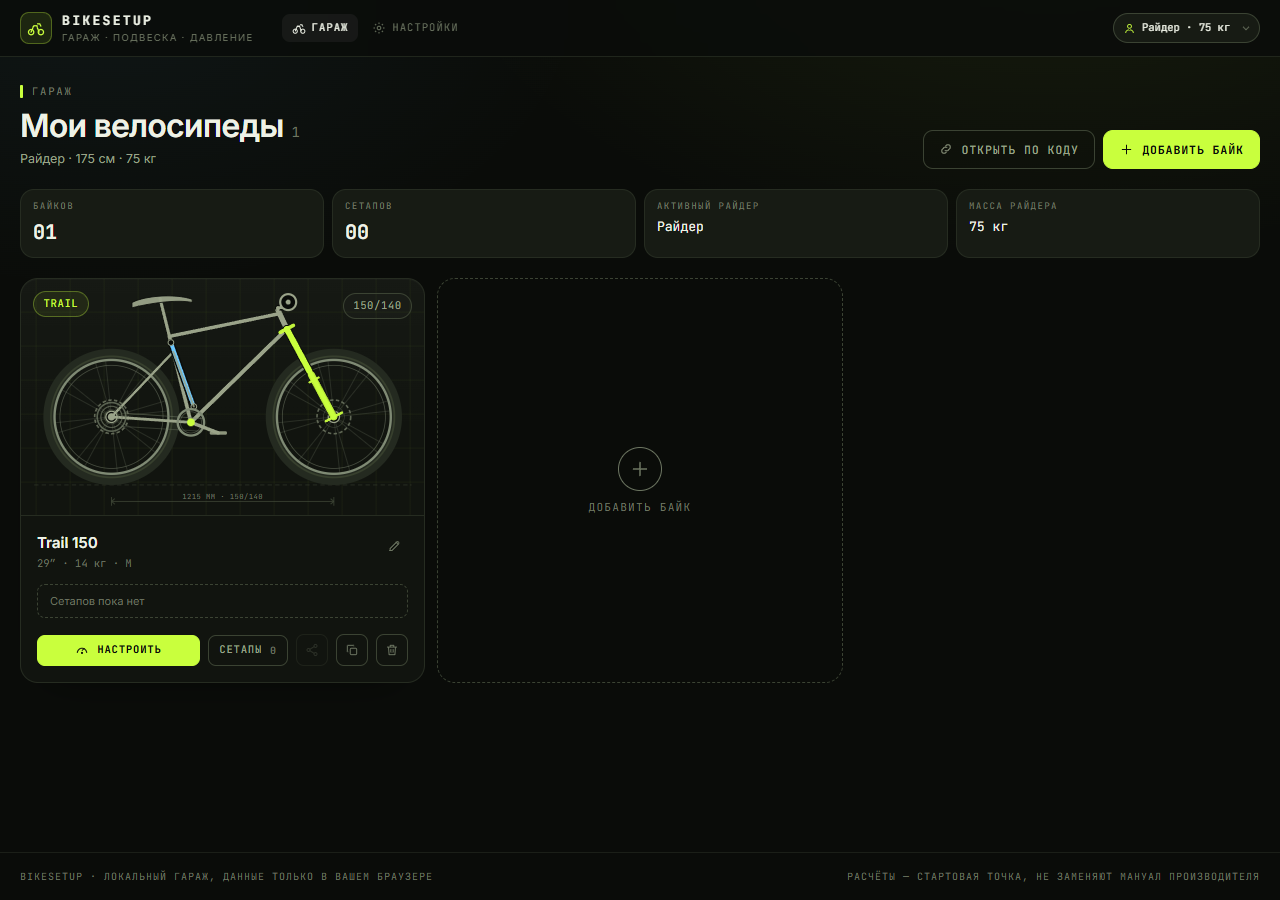 BIKESETUP
ГАРАЖ · ПОДВЕСКА · ДАВЛЕНИЕ
ГАРАЖ
НАСТРОЙКИ
Райдер · 75 кг
ГАРАЖ
Мои велосипеды 1
Райдер · 175 см · 75 кг
ОТКРЫТЬ ПО КОДУ
ДОБАВИТЬ БАЙК
БАЙКОВ
01
СЕТАПОВ
00
АКТИВНЫЙ РАЙДЕР
Райдер
МАССА РАЙДЕРА
75 кг
TRAIL
150/140
1215 ММ · 150/140
Trail 150
29″ · 14 кг · M
Сетапов пока нет
НАСТРОИТЬ
СЕТАПЫ 0
ДОБАВИТЬ БАЙК
BIKESETUP · ЛОКАЛЬНЫЙ ГАРАЖ, ДАННЫЕ ТОЛЬКО В ВАШЕМ БРАУЗЕРЕ
РАСЧЁТЫ — СТАРТОВАЯ ТОЧКА, НЕ ЗАМЕНЯЮТ МАНУАЛ ПРОИЗВОДИТЕЛЯ